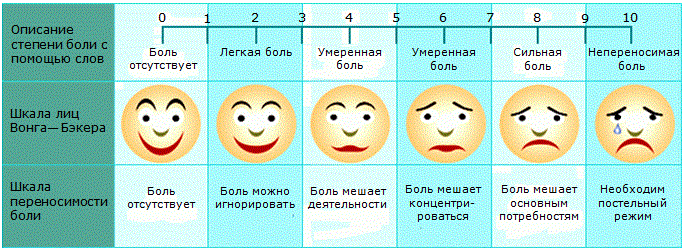 Описание
степени боли с
помощью слов
0 1 2 3 4 5 6 7 8 9 10
Боль
отсутствует
Легкая боль
Умеренная
боль
Умеренная
боль
Сильная
боль
Непереносимая
боль
Шкала лиц
Вонга—Бэкера
Шкала
переносимости
боли
Боль
отсутствует
Боль можно
игнорировать
Боль мешает
деятельности
Боль мешает
концентри-
роваться
Боль мешает
основным
потребностям
Необходим
постельный
режим